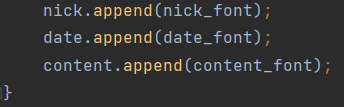 nick.append(nick_font);
date.append(date_font);
content.append(content_font);
}